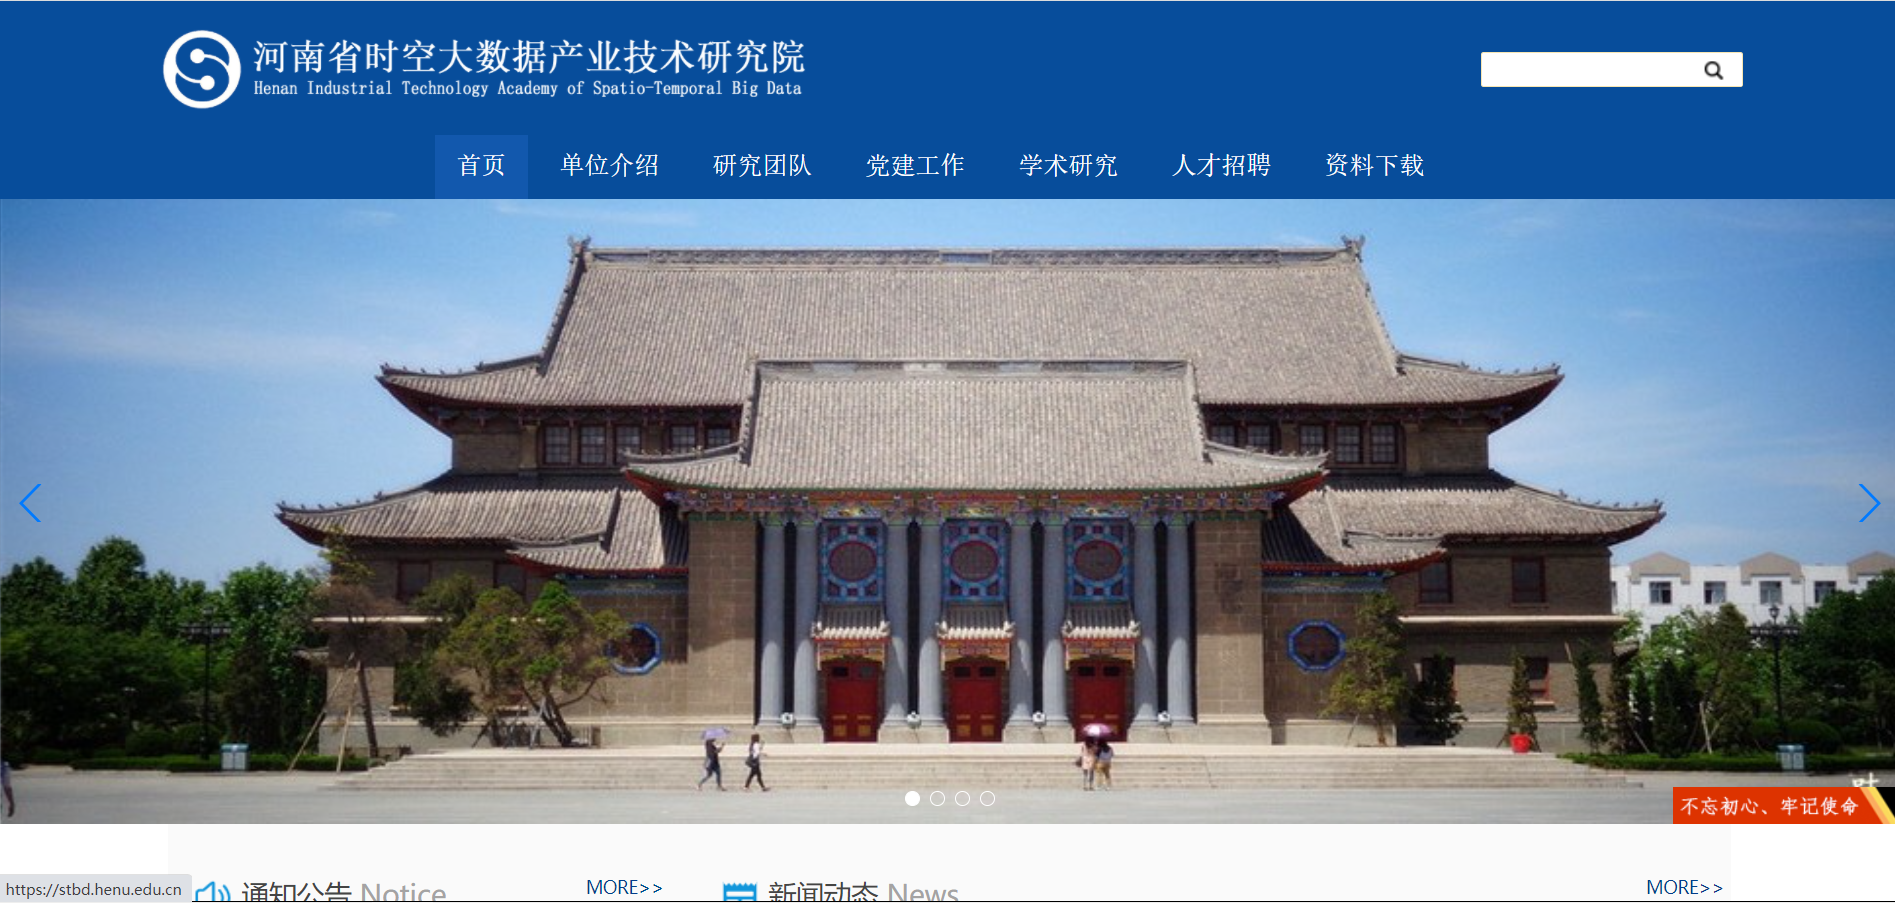 河南省时空大数据产业技术研究院
Henan Industrial Technology Academy of Spatio-Temporal Big Data
首页 单位介绍 研究团队 党建工作 学术研究 人才招聘 资料下载
不忘初心、牢记使命
通知公告 Notice MORE>> 新闻动态 News MORE>>
https://stbd.henu.edu.cn